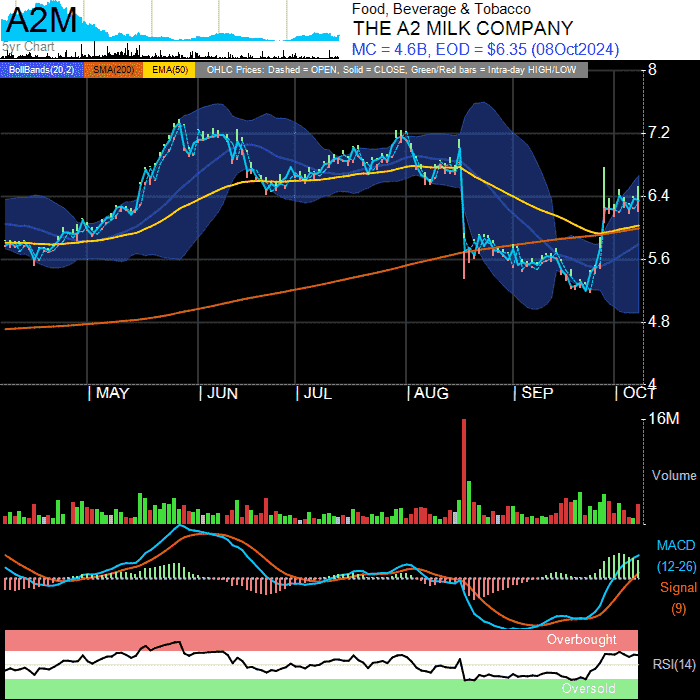 A2M
5yr Chart
Food, Beverage & Tobacco
THE A2 MILK COMPANY
MC = 4.6B, EOD = $6.35 (08Oct2024)
BollBands(20,2) SMA(200) EMA(50) OHLC Prices: Dashed = OPEN, Solid = CLOSE, Green/Red bars = Intra-day HIGH/LOW
8
7.2
6.4
5.6
4.8
4
| MAY | JUN | JUL | AUG | SEP | OCT
16M
Volume
MACD
(12-26)
Signal
(9)
Overbought
RSI(14)
Oversold